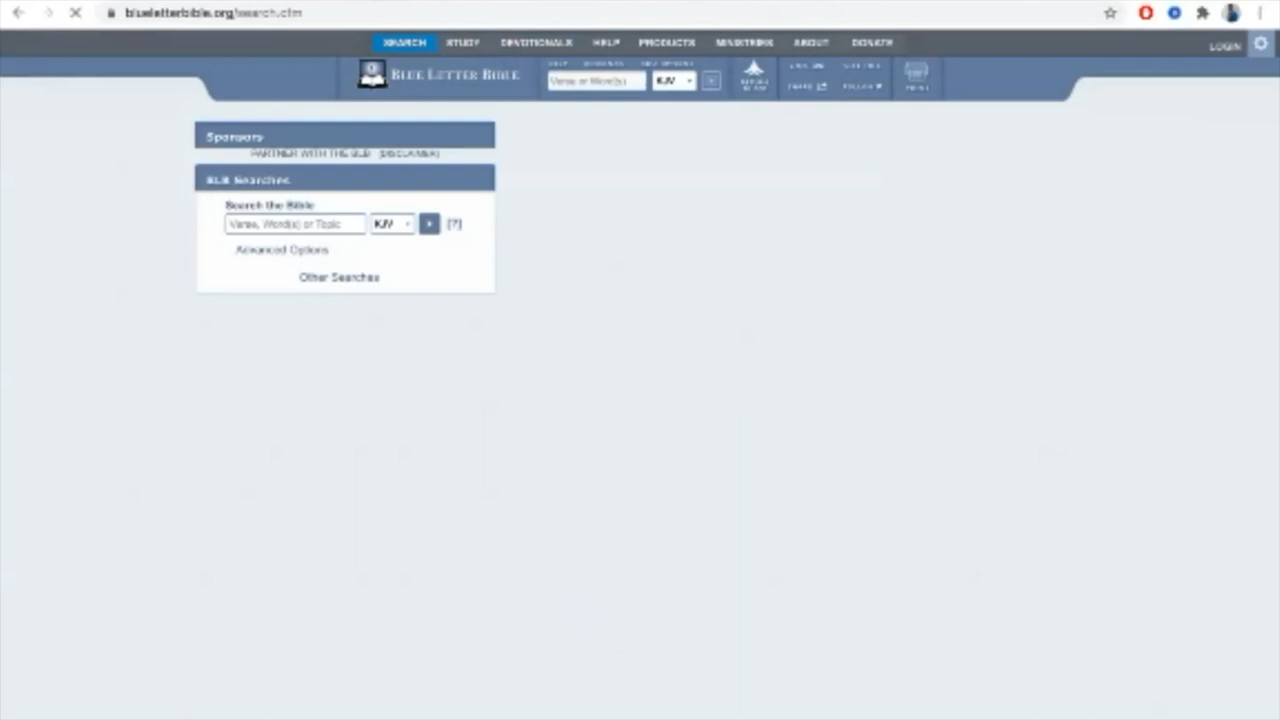 blueletterbible.org/search.cfm
SEARCH STUDY DEVOTIONALS HELP PRODUCTS MINISTRIES ABOUT DONATE
LOGIN
BLUE LETTER BIBLE
Verse or Word(s) KJV
Sponsors
PARTNER WITH THE BLB [DISCLAIMER]
BLB Searches
Search the Bible
Verse, Word(s) or Topic KJV [?]
Advanced Options
Other Searches